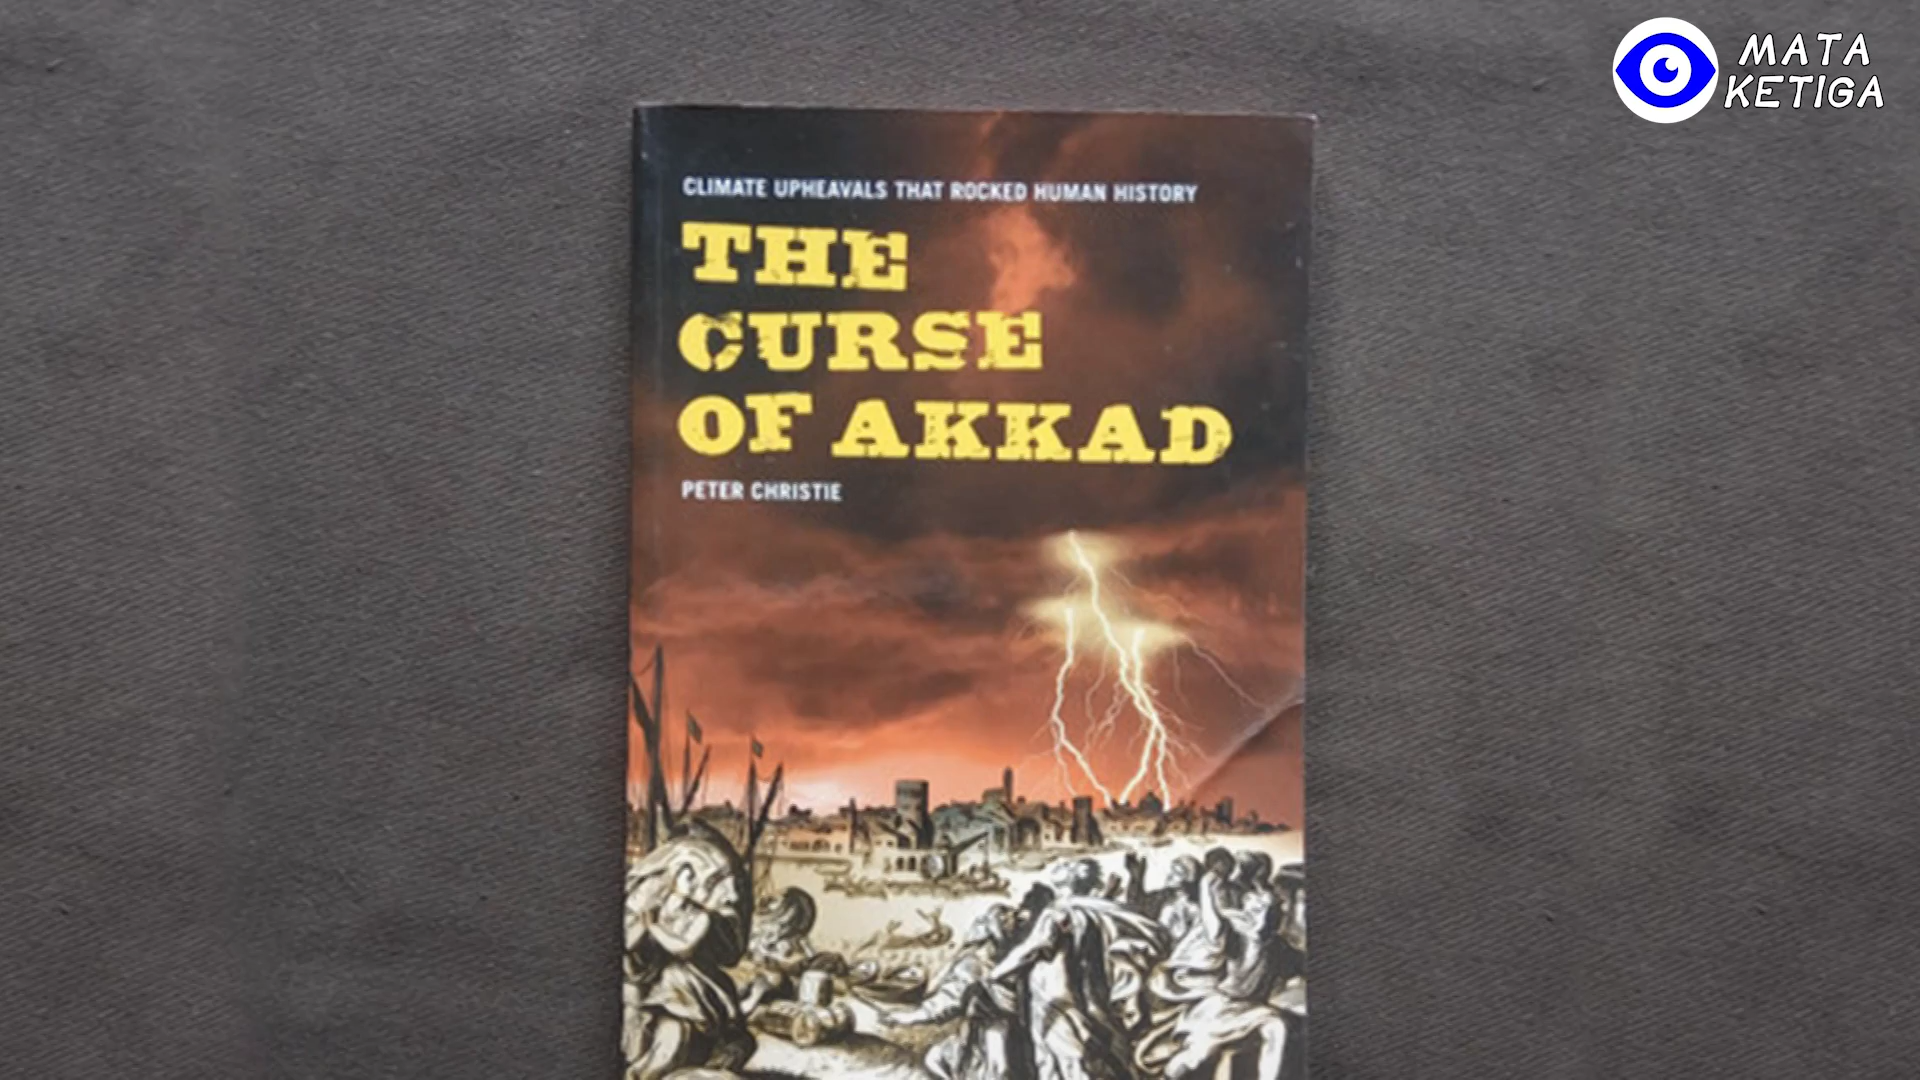 CLIMATE UPHEAVALS THAT ROCKED HUMAN HISTORY
THE
CURSE
OF AKKAD
PETER CHRISTIE
MATA
KETIGA